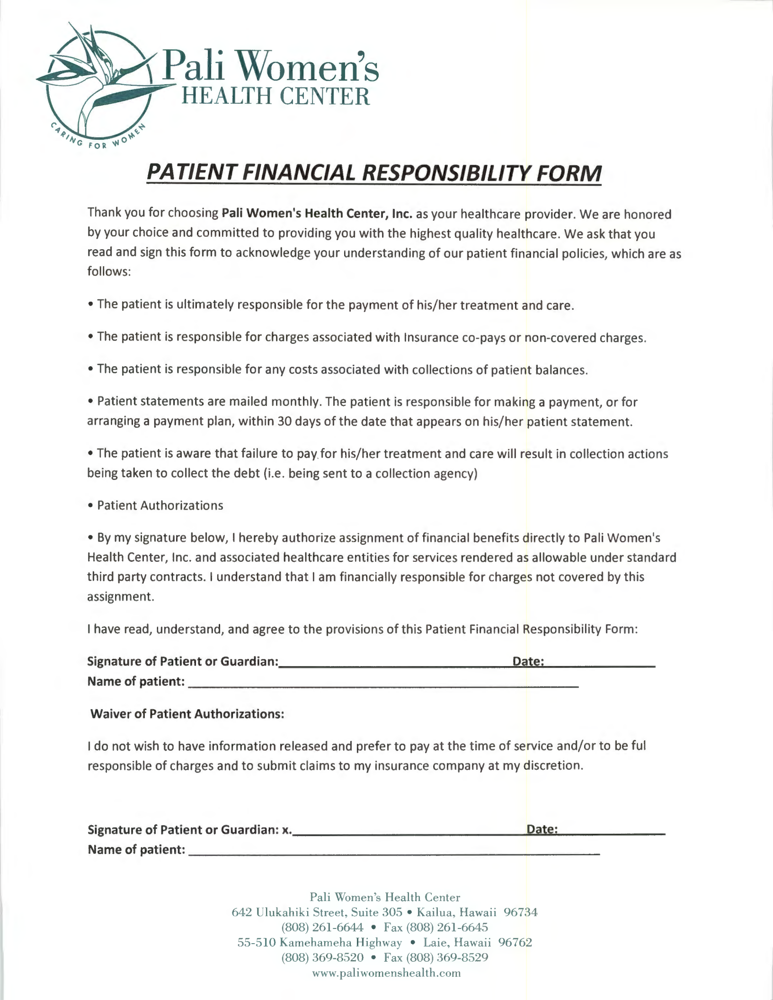 Pali Women's
HEALTH CENTER
CARING FOR WOMEN
PATIENT FINANCIAL RESPONSIBILITY FORM
Thank you for choosing Pali Women's Health Center, Inc. as your healthcare provider. We are honored
by your choice and committed to providing you with the highest quality healthcare. We ask that you
read and sign this form to acknowledge your understanding of our patient financial policies, which are as
follows:
• The patient is ultimately responsible for the payment of his/her treatment and care.
• The patient is responsible for charges associated with Insurance co-pays or non-covered charges.
• The patient is responsible for any costs associated with collections of patient balances.
• Patient statements are mailed monthly. The patient is responsible for making a payment, or for
arranging a payment plan, within 30 days of the date that appears on his/her patient statement.
• The patient is aware that failure to pay for his/her treatment and care will result in collection actions
being taken to collect the debt (i.e. being sent to a collection agency)
• Patient Authorizations
• By my signature below, I hereby authorize assignment of financial benefits directly to Pali Women's
Health Center, Inc. and associated healthcare entities for services rendered as allowable under standard
third party contracts. I understand that I am financially responsible for charges not covered by this
assignment.
I have read, understand, and agree to the provisions of this Patient Financial Responsibility Form:
Signature of Patient or Guardian:______ Date:______
Name of patient: ______
Waiver of Patient Authorizations:
I do not wish to have information released and prefer to pay at the time of service and/or to be ful
responsible of charges and to submit claims to my insurance company at my discretion.
Signature of Patient or Guardian: x.______ Date:______
Name of patient: ______
Pali Women's Health Center
642 Ulukahiki Street, Suite 305 • Kailua, Hawaii 96734
(808) 261-6644 • Fax (808) 261-6645
55-510 Kamehameha Highway • Laie, Hawaii 96762
(808) 369-8520 • Fax (808) 369-8529
www.paliwomenshealth.com